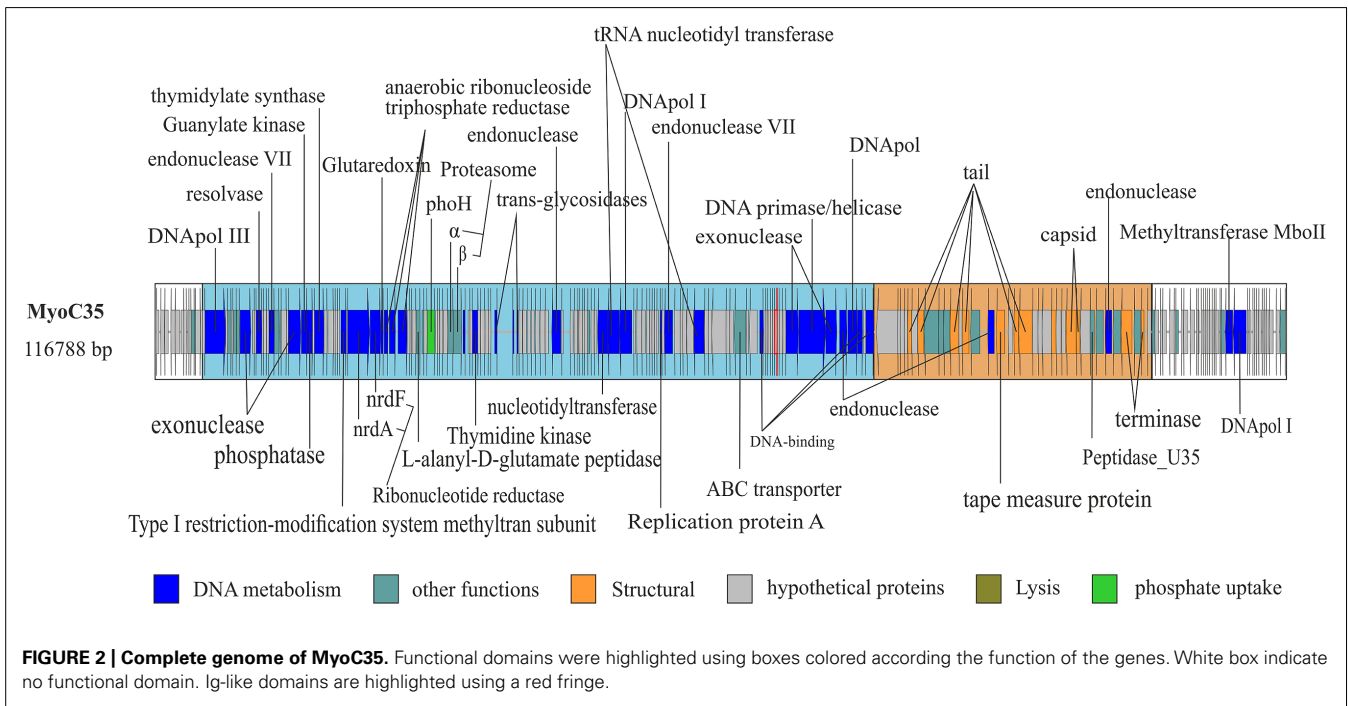 tRNA nucleotidyl transferase
anaerobic ribonucleoside
triphosphate reductase
thymidylate synthase
DNApol I
Guanylate kinase
endonuclease
endonuclease VII
endonuclease VII
Glutaredoxin
Proteasome
DNApol
tail
resolvase
phoH
trans-glycosidases
endonuclease
DNApol III
α
β
DNA primase/helicase
exonuclease
capsid
Methyltransferase MboII
MyoC35
116788 bp
exonuclease
phosphatase
nrdF
nrdA
nucleotidyltransferase
Thymidine kinase
L-alanyl-D-glutamate peptidase
DNA-binding
endonuclease
terminase
DNApol I
Peptidase_U35
Ribonucleotide reductase
ABC transporter
tape measure protein
Type I restriction-modification system methyltran subunit
Replication protein A
DNA metabolism
other functions
Structural
hypothetical proteins
Lysis
phosphate uptake
FIGURE 2 | Complete genome of MyoC35. Functional domains were highlighted using boxes colored according the function of the genes. White box indicate
no functional domain. Ig-like domains are highlighted using a red fringe.